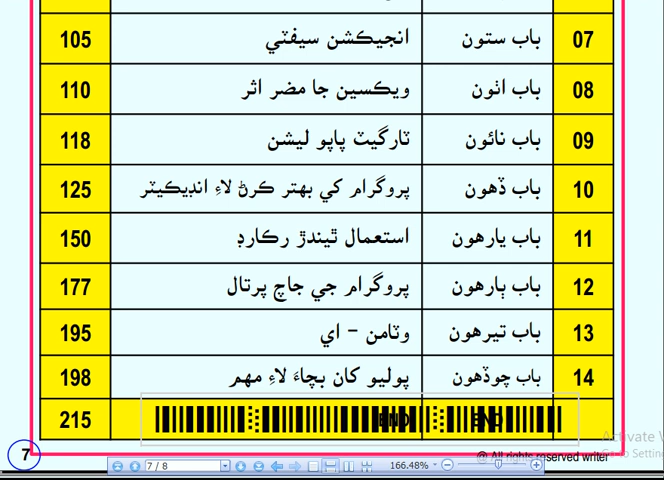 07 باب ستون انجيڪشن سيفٽي 105
08 باب اٺون ويڪسين جا مضر اثر 110
09 باب نائون ٽارگيٽ پاپو ليشن 118
10 باب ڏهون پروگرام کي بهتر ڪرڻ لاءِ انڊيڪيٽر 125
11 باب يارهون استعمال ٿيندڙ رڪارڊ 150
12 باب ٻارهون پروگرام جي جاچ پرتال 177
13 باب تيرهون وٽامن - اي 195
14 باب چوڏهون پوليو کان بچاءَ لاءِ مهم 198
END END 215
Activate
7 @ All rights reserved writer Go to
7 / 8 166.48%